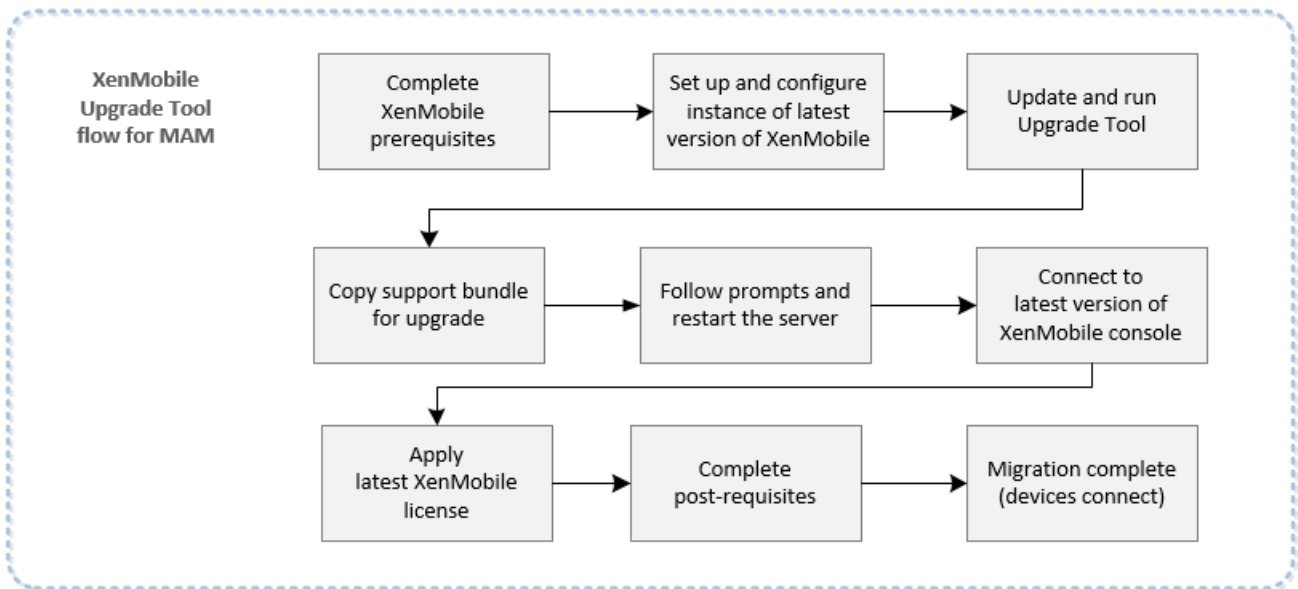 XenMobile
Upgrade Tool
flow for MAM
Complete
XenMobile
prerequisites
Set up and configure
instance of latest
version of XenMobile
Update and run
Upgrade Tool
Copy support bundle
for upgrade
Follow prompts and
restart the server
Connect to
latest version of
XenMobile console
Apply
latest XenMobile
license
Complete
post-requisites
Migration complete
(devices connect)